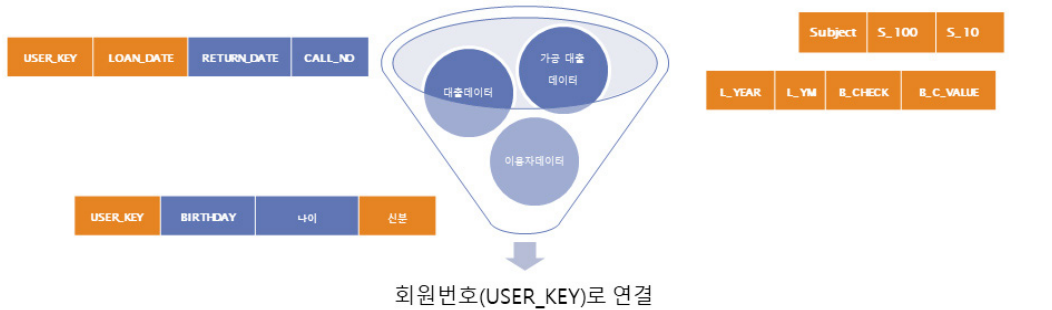 Subject S_100 S_10
USER_KEY LOAN_DATE RETURN_DATE CALL_NO
가공 대출
데이터
대출데이터
L_YEAR L_YM B_CHECK B_C_VALUE
이용자데이터
USER_KEY BIRTHDAY 나이 신분
회원번호(USER_KEY)로 연결